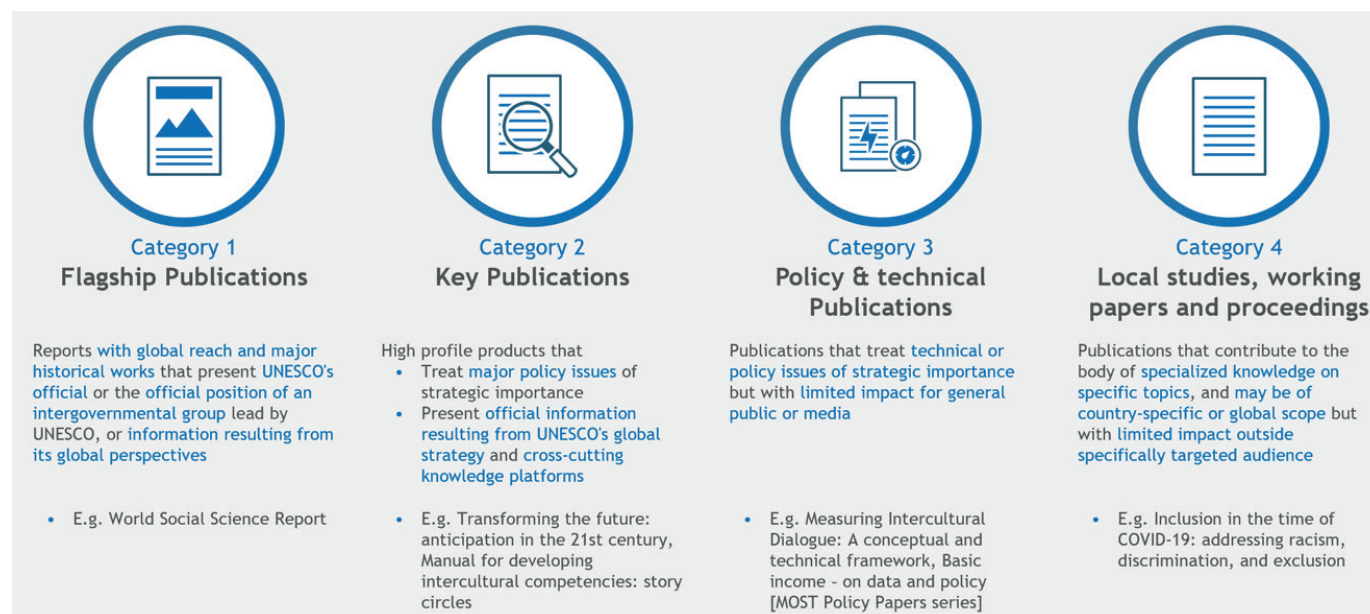 Category 1
Flagship Publications
Reports with global reach and major
historical works that present UNESCO's
official or the official position of an
intergovernmental group lead by
UNESCO, or information resulting from
its global perspectives
• E.g. World Social Science Report
Category 2
Key Publications
High profile products that
• Treat major policy issues of
strategic importance
• Present official information
resulting from UNESCO's global
strategy and cross-cutting
knowledge platforms
• E.g. Transforming the future:
anticipation in the 21st century,
Manual for developing
intercultural competencies: story
circles
Category 3
Policy & technical
Publications
Publications that treat technical or
policy issues of strategic importance
but with limited impact for general
public or media
• E.g. Measuring Intercultural
Dialogue: A conceptual and
technical framework, Basic
income - on data and policy
[MOST Policy Papers series]
Category 4
Local studies, working
papers and proceedings
Publications that contribute to the
body of specialized knowledge on
specific topics, and may be of
country-specific or global scope but
with limited impact outside
specifically targeted audience
• E.g. Inclusion in the time of
COVID-19: addressing racism,
discrimination, and exclusion